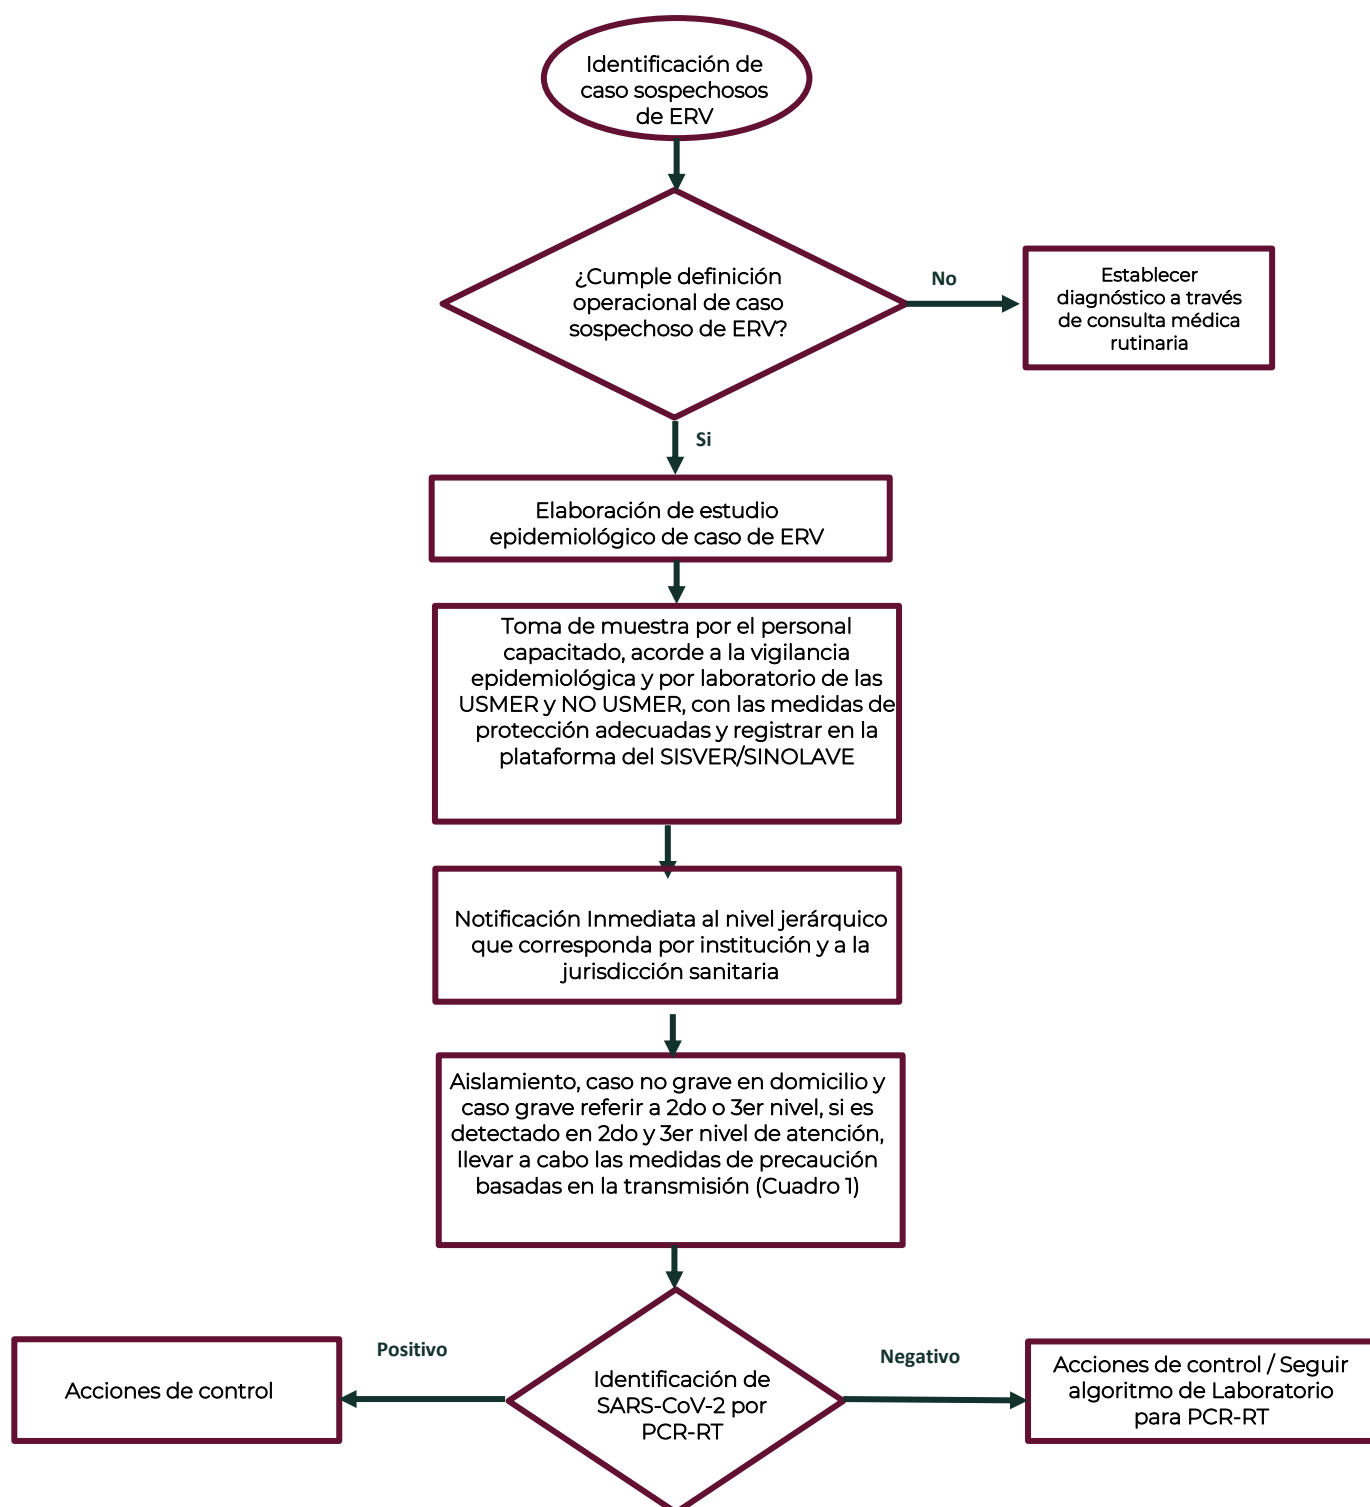 Identificación de
caso sospechosos
de ERV
¿Cumple definición
operacional de caso
sospechoso de ERV?
No
Establecer
diagnóstico a través
de consulta médica
rutinaria
Si
Elaboración de estudio
epidemiológico de caso de ERV
Toma de muestra por el personal
capacitado, acorde a la vigilancia
epidemiológica y por laboratorio de las
USMER y NO USMER, con las medidas de
protección adecuadas y registrar en la
plataforma del SISVER/SINOLAVE
Notificación Inmediata al nivel jerárquico
que corresponda por institución y a la
jurisdicción sanitaria
Aislamiento, caso no grave en domicilio y
caso grave referir a 2do o 3er nivel, si es
detectado en 2do y 3er nivel de atención,
llevar a cabo las medidas de precaución
basadas en la transmisión (Cuadro 1)
Positivo
Acciones de control
Identificación de
SARS-CoV-2 por
PCR-RT
Negativo
Acciones de control / Seguir
algoritmo de Laboratorio
para PCR-RT